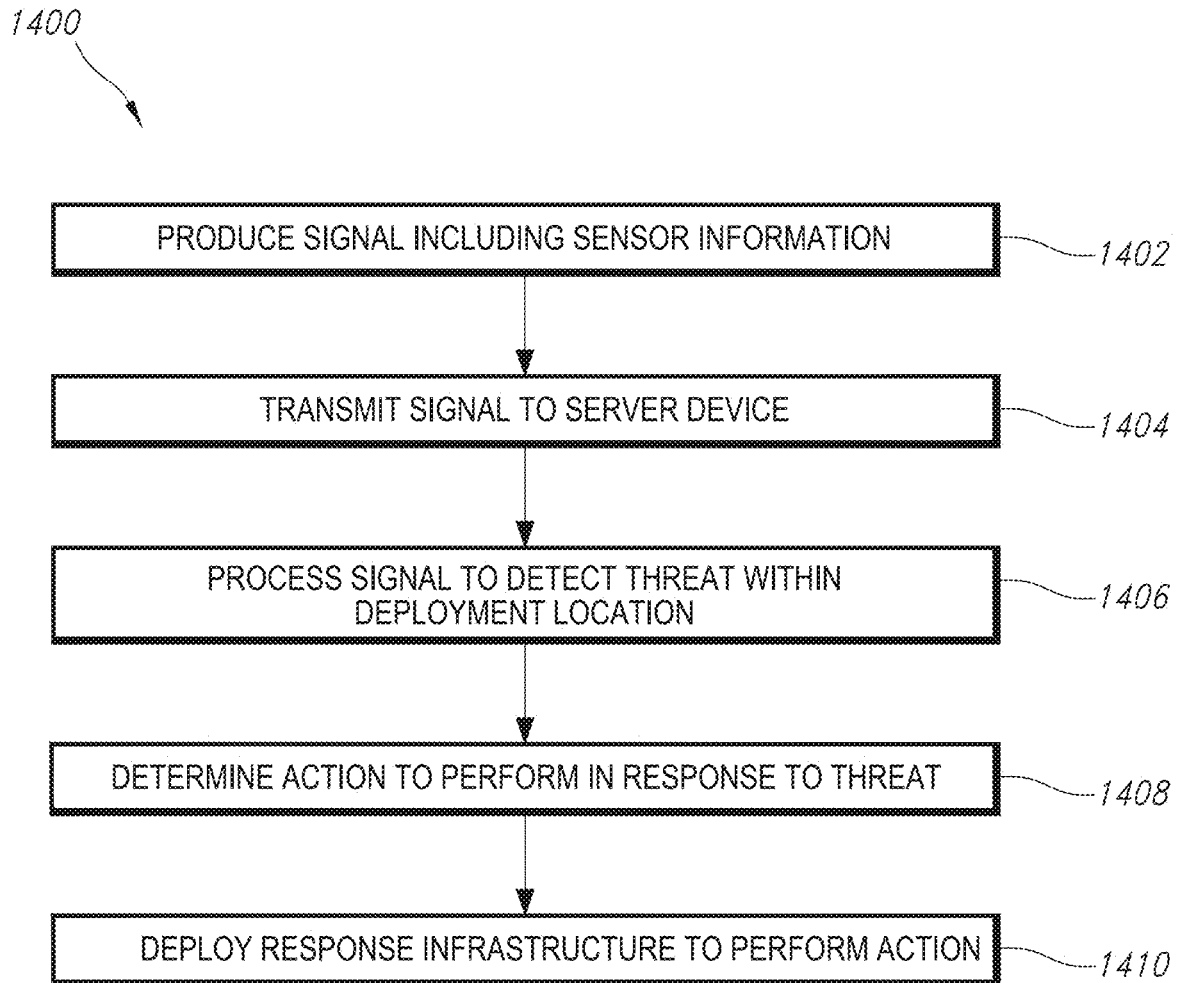 1400
PRODUCE SIGNAL INCLUDING SENSOR INFORMATION
1402
TRANSMIT SIGNAL TO SERVER DEVICE
1404
PROCESS SIGNAL TO DETECT THREAT WITHIN
DEPLOYMENT LOCATION
1406
DETERMINE ACTION TO PERFORM IN RESPONSE TO THREAT
1408
DEPLOY RESPONSE INFRASTRUCTURE TO PERFORM ACTION
1410